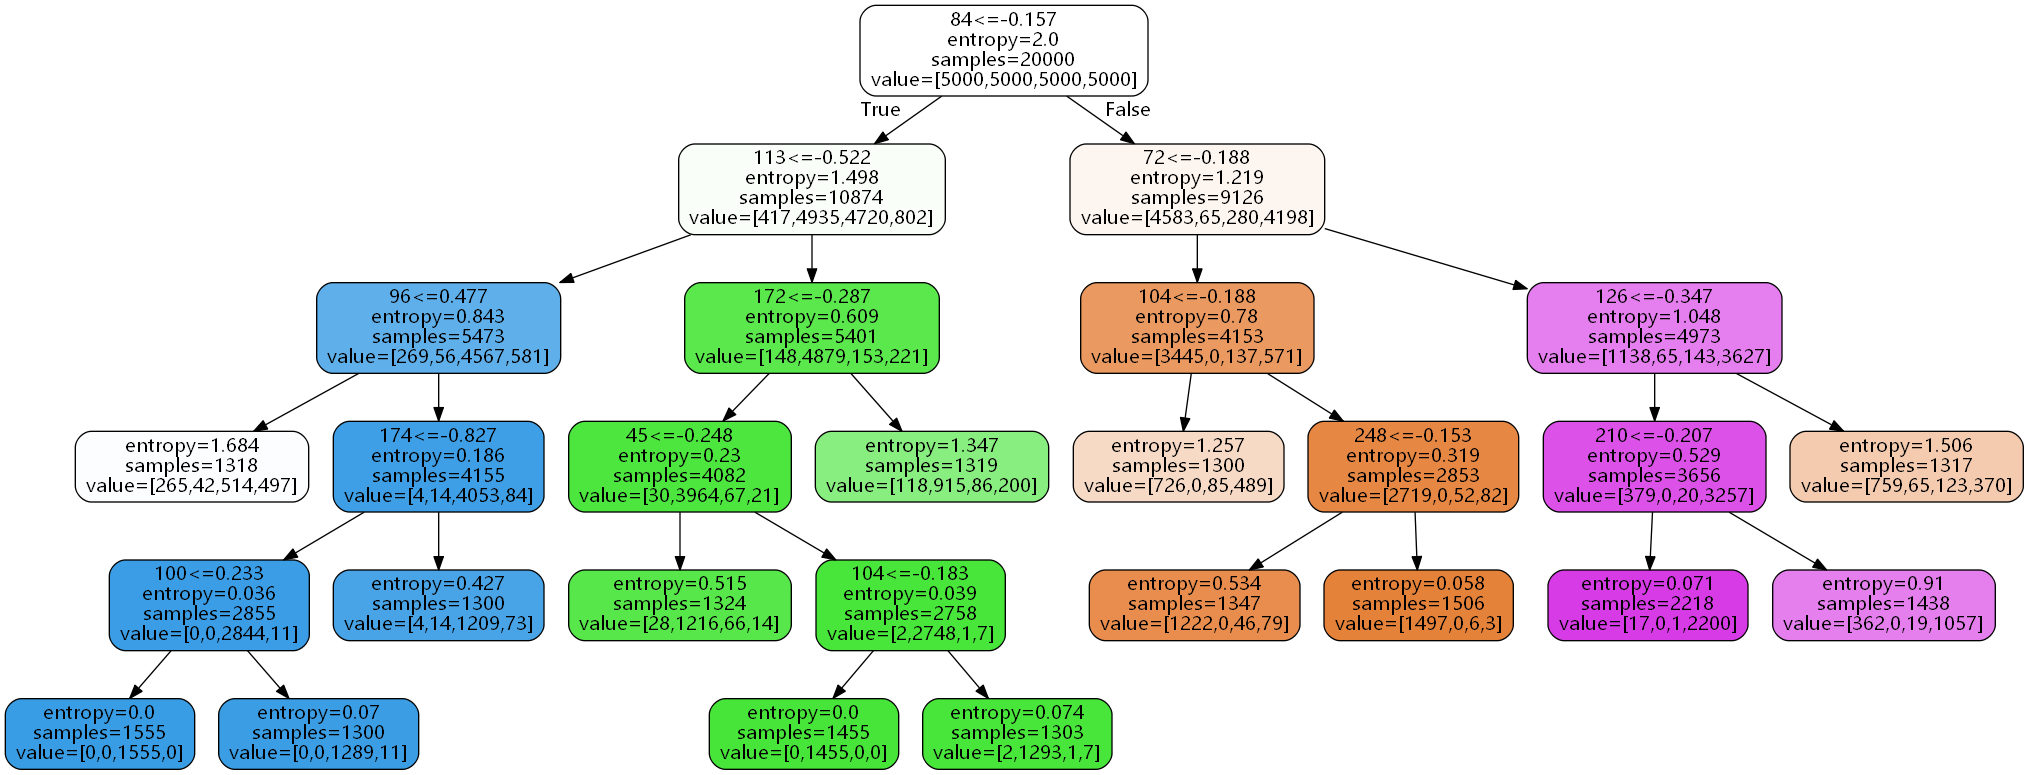 84<=-0.157
entropy=2.0
samples=20000
value=[5000,5000,5000,5000]
True
False
113<=-0.522
entropy=1.498
samples=10874
value=[417,4935,4720,802]
72<=-0.188
entropy=1.219
samples=9126
value=[4583,65,280,4198]
96<=0.477
entropy=0.843
samples=5473
value=[269,56,4567,581]
172<=-0.287
entropy=0.609
samples=5401
value=[148,4879,153,221]
104<=-0.188
entropy=0.78
samples=4153
value=[3445,0,137,571]
126<=-0.347
entropy=1.048
samples=4973
value=[1138,65,143,3627]
entropy=1.684
samples=1318
value=[265,42,514,497]
174<=-0.827
entropy=0.186
samples=4155
value=[4,14,4053,84]
45<=-0.248
entropy=0.23
samples=4082
value=[30,3964,67,21]
entropy=1.347
samples=1319
value=[118,915,86,200]
entropy=1.257
samples=1300
value=[726,0,85,489]
248<=-0.153
entropy=0.319
samples=2853
value=[2719,0,52,82]
210<=-0.207
entropy=0.529
samples=3656
value=[379,0,20,3257]
entropy=1.506
samples=1317
value=[759,65,123,370]
100<=0.233
entropy=0.036
samples=2855
value=[0,0,2844,11]
entropy=0.427
samples=1300
value=[4,14,1209,73]
entropy=0.515
samples=1324
value=[28,1216,66,14]
104<=-0.183
entropy=0.039
samples=2758
value=[2,2748,1,7]
entropy=0.534
samples=1347
value=[1222,0,46,79]
entropy=0.058
samples=1506
value=[1497,0,6,3]
entropy=0.071
samples=2218
value=[17,0,1,2200]
entropy=0.91
samples=1438
value=[362,0,19,1057]
entropy=0.0
samples=1555
value=[0,0,1555,0]
entropy=0.07
samples=1300
value=[0,0,1289,11]
entropy=0.0
samples=1455
value=[0,1455,0,0]
entropy=0.074
samples=1303
value=[2,1293,1,7]